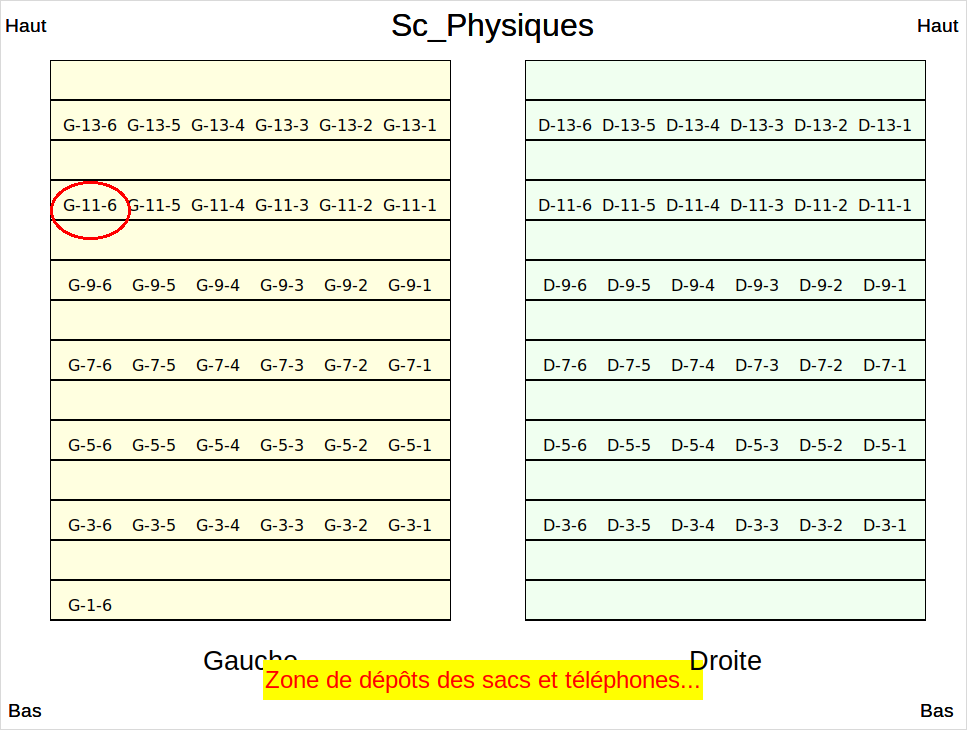 Sc_Physiques
Haut Haut
G-13-6 G-13-5 G-13-4 G-13-3 G-13-2 G-13-1 D-13-6 D-13-5 D-13-4 D-13-3 D-13-2 D-13-1
G-11-6 G-11-5 G-11-4 G-11-3 G-11-2 G-11-1 D-11-6 D-11-5 D-11-4 D-11-3 D-11-2 D-11-1
G-9-6 G-9-5 G-9-4 G-9-3 G-9-2 G-9-1 D-9-6 D-9-5 D-9-4 D-9-3 D-9-2 D-9-1
G-7-6 G-7-5 G-7-4 G-7-3 G-7-2 G-7-1 D-7-6 D-7-5 D-7-4 D-7-3 D-7-2 D-7-1
G-5-6 G-5-5 G-5-4 G-5-3 G-5-2 G-5-1 D-5-6 D-5-5 D-5-4 D-5-3 D-5-2 D-5-1
G-3-6 G-3-5 G-3-4 G-3-3 G-3-2 G-3-1 D-3-6 D-3-5 D-3-4 D-3-3 D-3-2 D-3-1
G-1-6
Gauche Droite
Zone de dépôts des sacs et téléphones...
Bas Bas